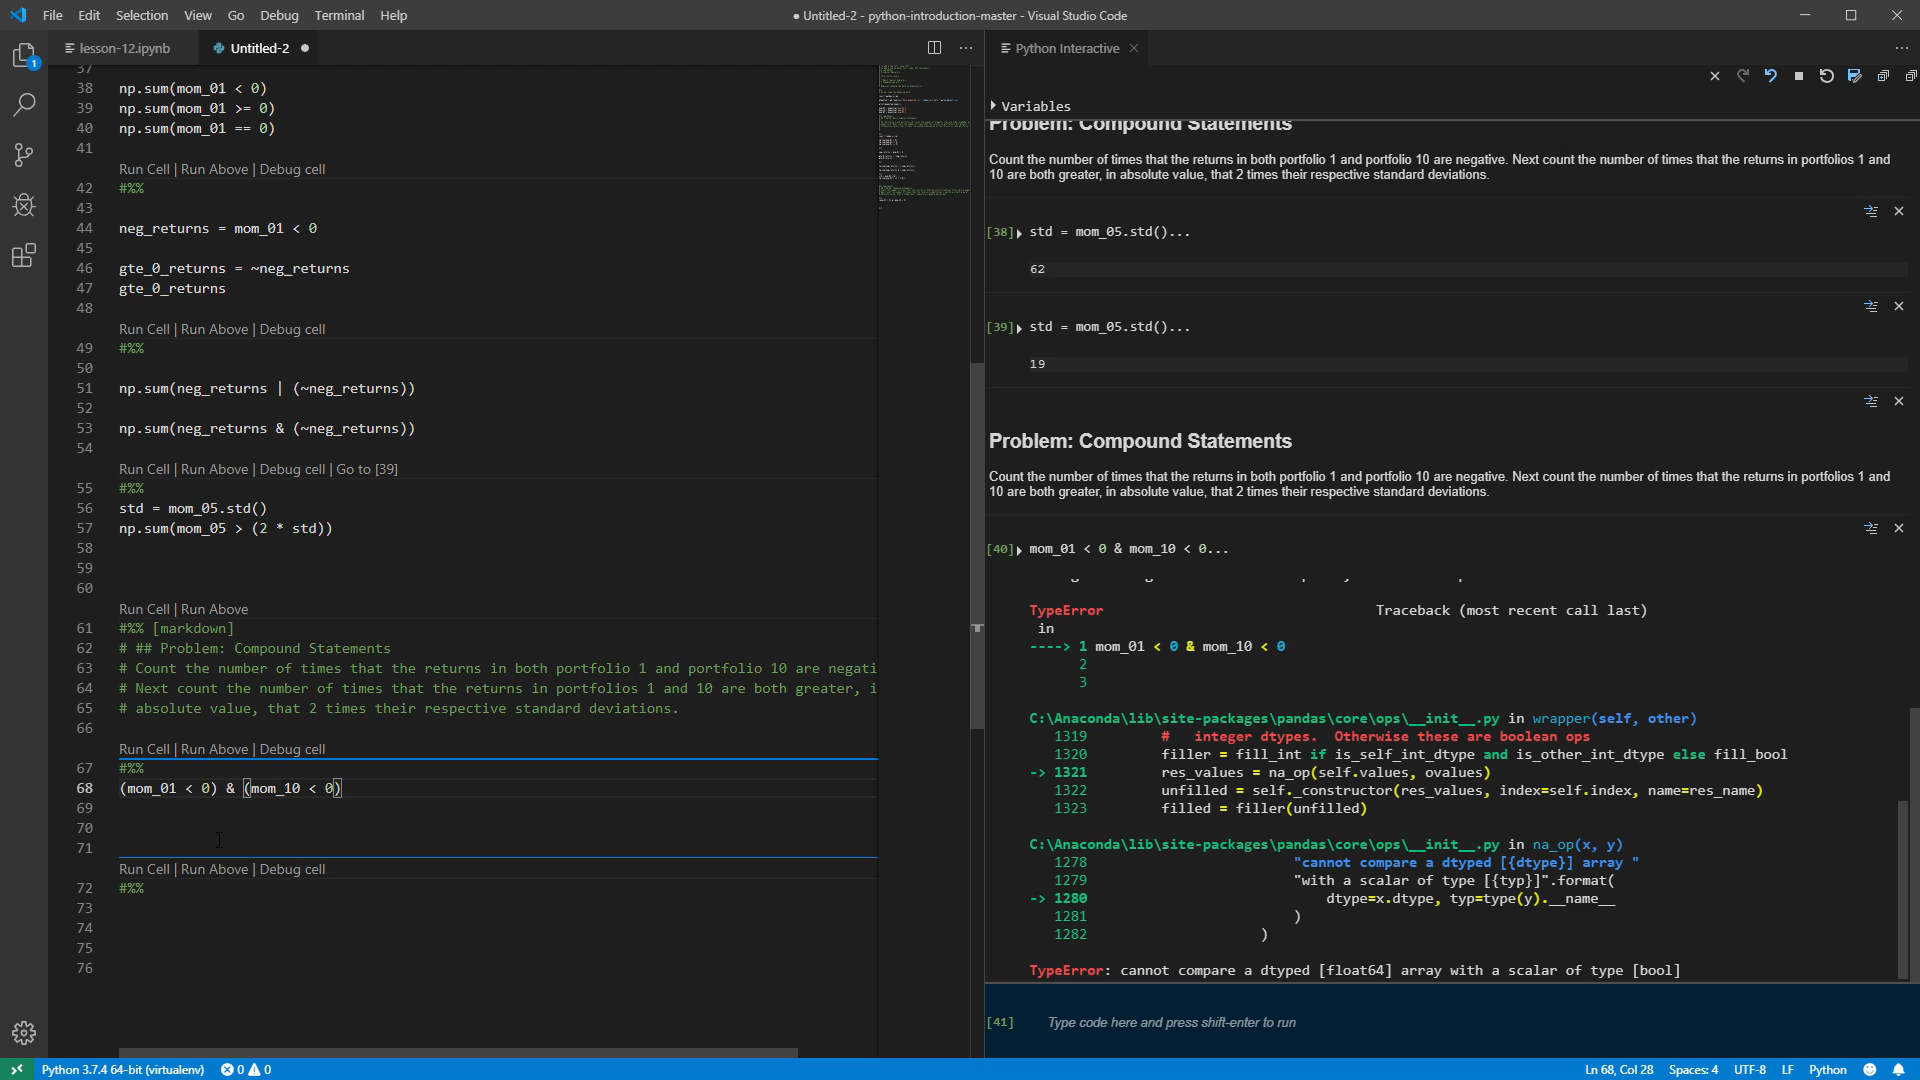 File Edit Selection View Go Debug Terminal Help
● Untitled-2 - python-introduction-master - Visual Studio Code
lesson-12.ipynb Untitled-2
Python Interactive
1
37
38 np.sum(mom_01 < 0)
39 np.sum(mom_01 >= 0)
40 np.sum(mom_01 == 0)
41
Run Cell | Run Above | Debug cell
42 #%%
43
44 neg_returns = mom_01 < 0
45
46 gte_0_returns = ~neg_returns
47 gte_0_returns
48
Run Cell | Run Above | Debug cell
49 #%%
50
51 np.sum(neg_returns | (~neg_returns))
52
53 np.sum(neg_returns & (~neg_returns))
54
Run Cell | Run Above | Debug cell | Go to [39]
55 #%%
56 std = mom_05.std()
57 np.sum(mom_05 > (2 * std))
58
59
60
Run Cell | Run Above
61 #%% [markdown]
62 # ## Problem: Compound Statements
63 # Count the number of times that the returns in both portfolio 1 and portfolio 10 are negati
64 # Next count the number of times that the returns in portfolios 1 and 10 are both greater, i
65 # absolute value, that 2 times their respective standard deviations.
66
Run Cell | Run Above | Debug cell
67 #%%
68 (mom_01 < 0) & (mom_10 < 0)
69
70
71
Run Cell | Run Above | Debug cell
72 #%%
73
74
75
76
Variables
Problem: Compound Statements
Count the number of times that the returns in both portfolio 1 and portfolio 10 are negative. Next count the number of times that the returns in portfolios 1 and
10 are both greater, in absolute value, that 2 times their respective standard deviations.
[38] std = mom_05.std()...
62
[39] std = mom_05.std()...
19
Problem: Compound Statements
Count the number of times that the returns in both portfolio 1 and portfolio 10 are negative. Next count the number of times that the returns in portfolios 1 and
10 are both greater, in absolute value, that 2 times their respective standard deviations.
[40] mom_01 < 0 & mom_10 < 0...
TypeError Traceback (most recent call last)
in
----> 1 mom_01 < 0 & mom_10 < 0
2
3
C:\Anaconda\lib\site-packages\pandas\core\ops\__init__.py in wrapper(self, other)
1319 # integer dtypes. Otherwise these are boolean ops
1320 filler = fill_int if is_self_int_dtype and is_other_int_dtype else fill_bool
-> 1321 res_values = na_op(self.values, ovalues)
1322 unfilled = self._constructor(res_values, index=self.index, name=res_name)
1323 filled = filler(unfilled)
C:\Anaconda\lib\site-packages\pandas\core\ops\__init__.py in na_op(x, y)
1278 "cannot compare a dtyped [{dtype}] array "
1279 "with a scalar of type [{typ}]".format(
-> 1280 dtype=x.dtype, typ=type(y).__name__
1281 )
1282 )
TypeError: cannot compare a dtyped [float64] array with a scalar of type [bool]
[41] Type code here and press shift-enter to run
Python 3.7.4 64-bit (virtualenv) 0 0 Ln 68, Col 28 Spaces: 4 UTF-8 LF Python